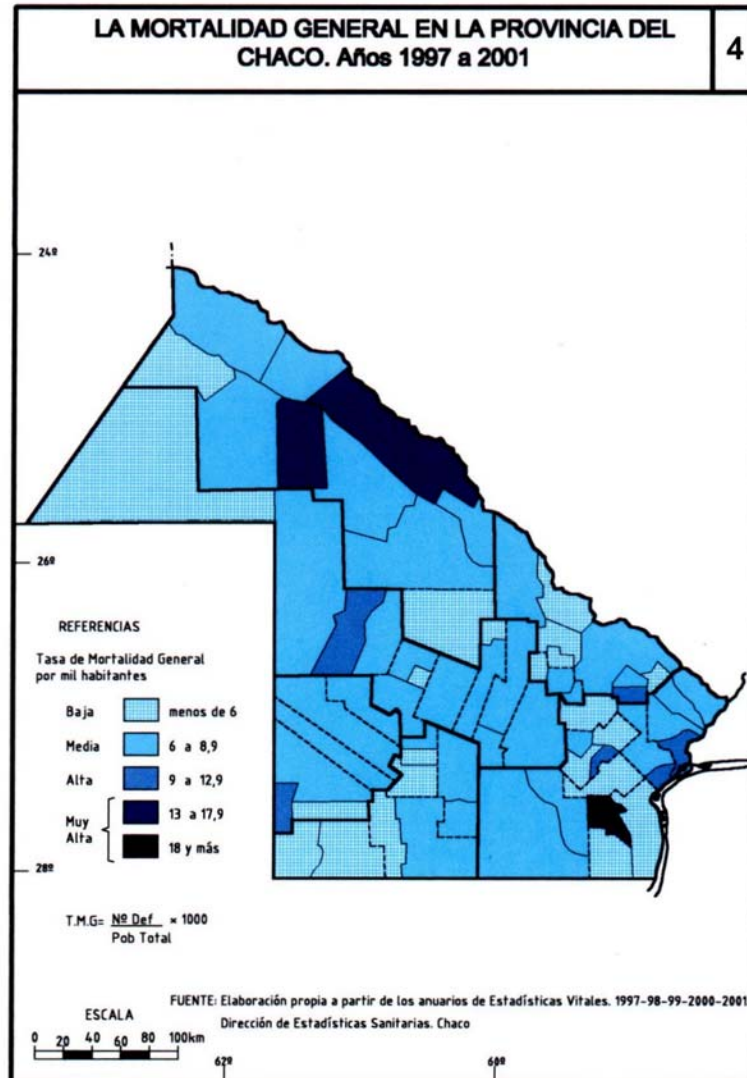 LA MORTALIDAD GENERAL EN LA PROVINCIA DEL
CHACO. Años 1997 a 2001
4
24º
26º
REFERENCIAS
Tasa de Mortalidad General
por mil habitantes
Baja menos de 6
Media 6 a 8,9
Alta 9 a 12,9
Muy
Alta
13 a 17,9
18 y más
28º
T.M.G= Nº Def × 1000
Pob Total
FUENTE: Elaboración propia a partir de los anuarios de Estadísticas Vitales. 1997-98-99-2000-2001
Dirección de Estadísticas Sanitarias. Chaco
ESCALA
0 20 40 60 80 100km
62º
60º